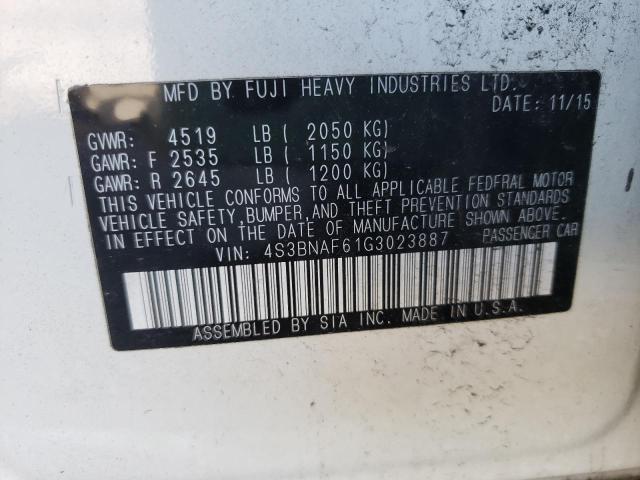 MFD BY FUJI HEAVY INDUSTRIES LTD.
DATE: 11/15
GVWR: 4519 LB ( 2050 KG)
GAWR: F 2535 LB ( 1150 KG)
GAWR: R 2645 LB ( 1200 KG)
THIS VEHICLE CONFORMS TO ALL APPLICABLE FEDERAL MOTOR
VEHICLE SAFETY, BUMPER, AND THEFT PREVENTION STANDARDS
IN EFFECT ON THE DATE OF MANUFACTURE SHOWN ABOVE.
VIN: 4S3BNAF61G3023887 PASSENGER CAR
ASSEMBLED BY SIA INC. MADE IN U.S.A.